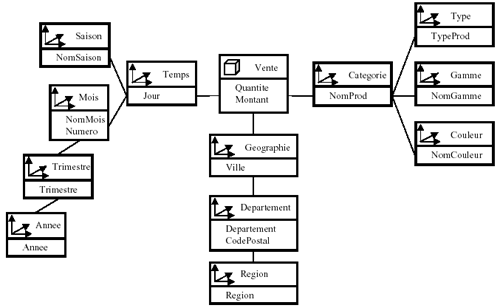 Saison
NomSaison
Mois
NomMois
Numero
Trimestre
Trimestre
Annee
Annee
Temps
Jour
Vente
Quantite
Montant
Geographie
Ville
Departement
Departement
CodePostal
Region
Region
Categorie
NomProd
Type
TypeProd
Gamme
NomGamme
Couleur
NomCouleur